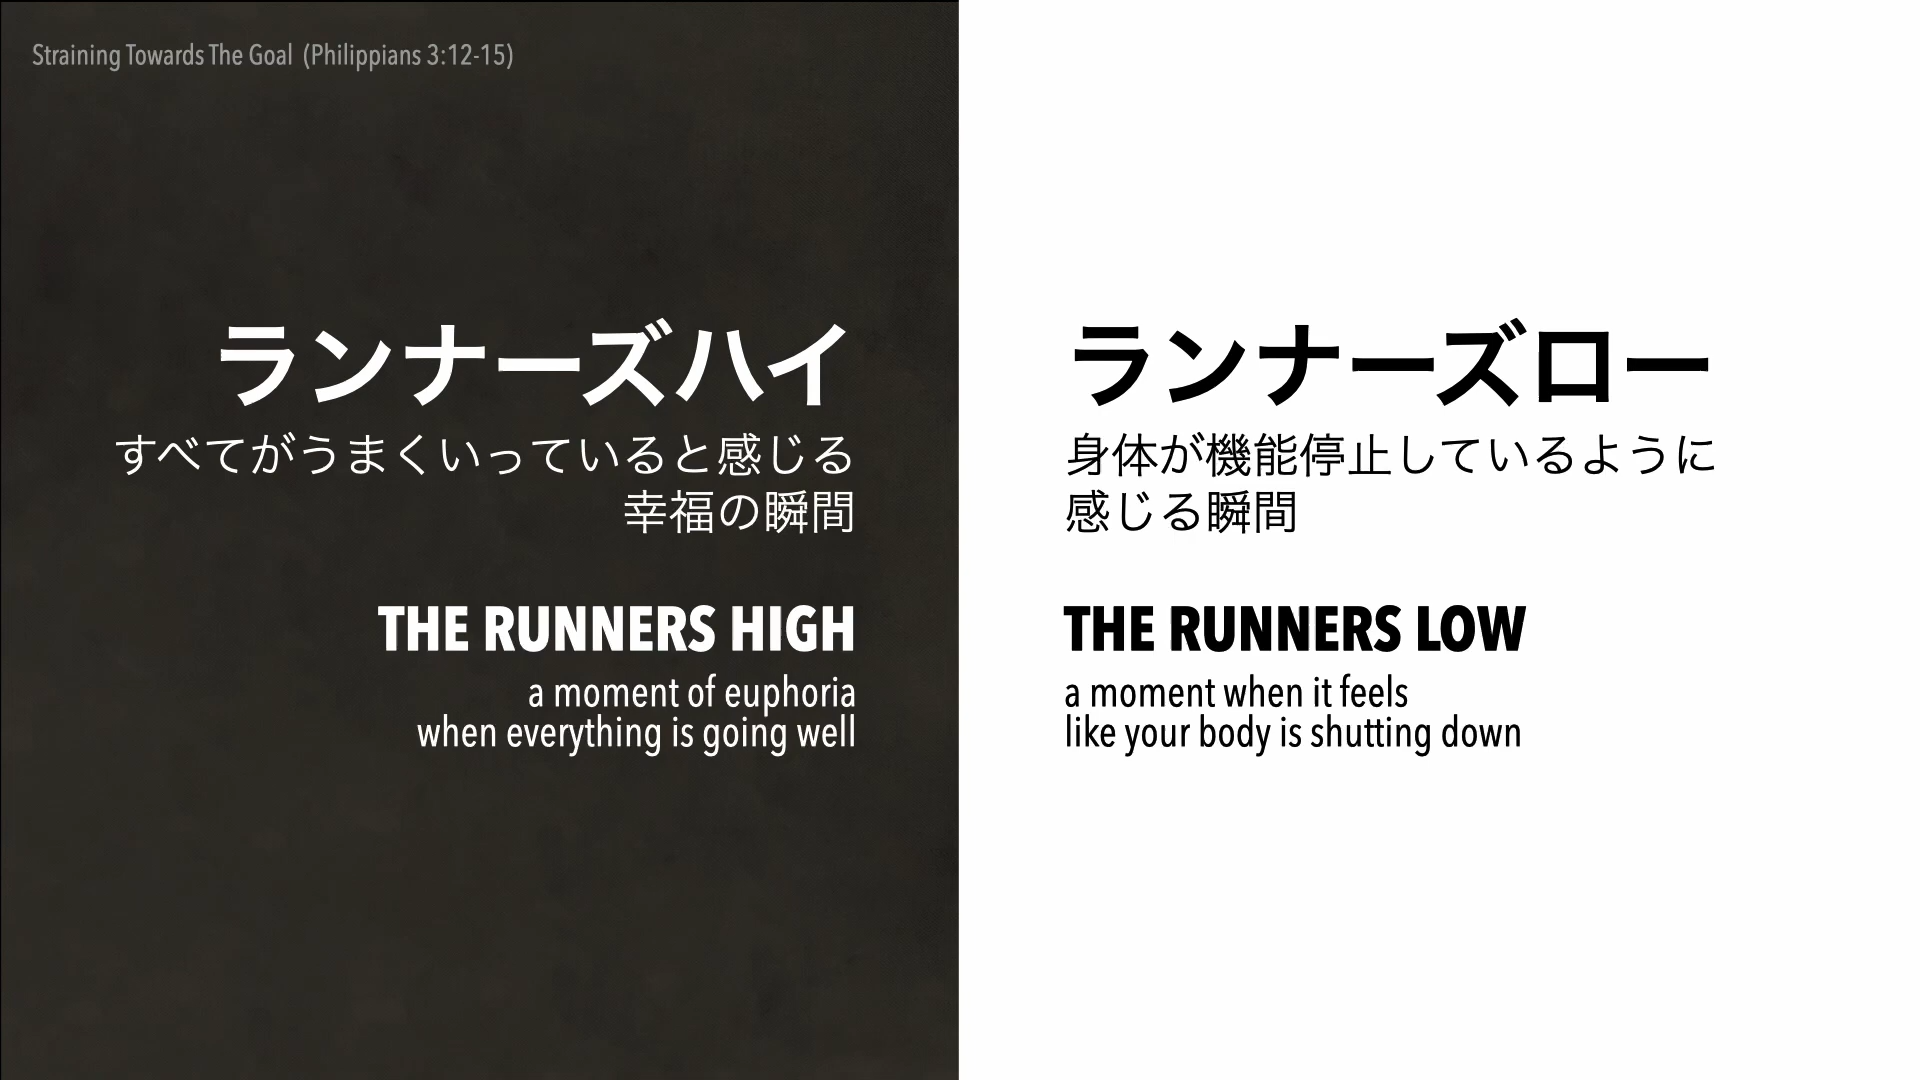 Straining Towards The Goal (Philippians 3:12-15)
ランナーズハイ
すべてがうまくいっていると感じる
幸福の瞬間
THE RUNNERS HIGH
a moment of euphoria
when everything is going well
ランナーズロー
身体が機能停止しているように
感じる瞬間
THE RUNNERS LOW
a moment when it feels
like your body is shutting down